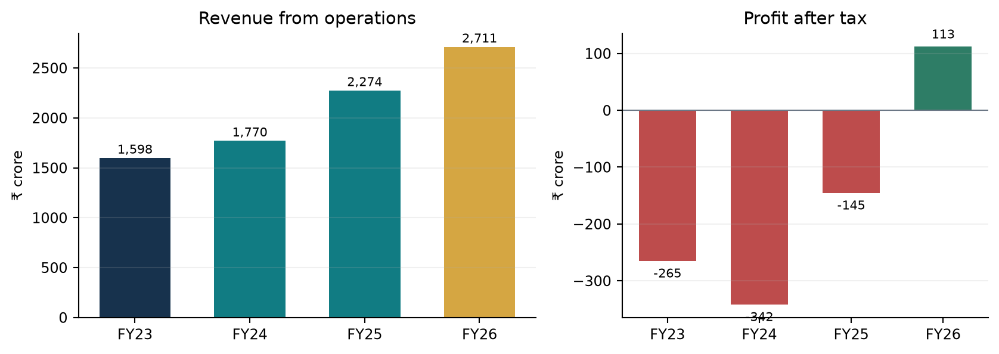 Revenue from operations
₹ crore
2500
2000
1500
1000
500
0
1,598
1,770
2,274
2,711
FY23
FY24
FY25
FY26
Profit after tax
₹ crore
100
0
−100
−200
−300
-265
-342
-145
113
FY23
FY24
FY25
FY26